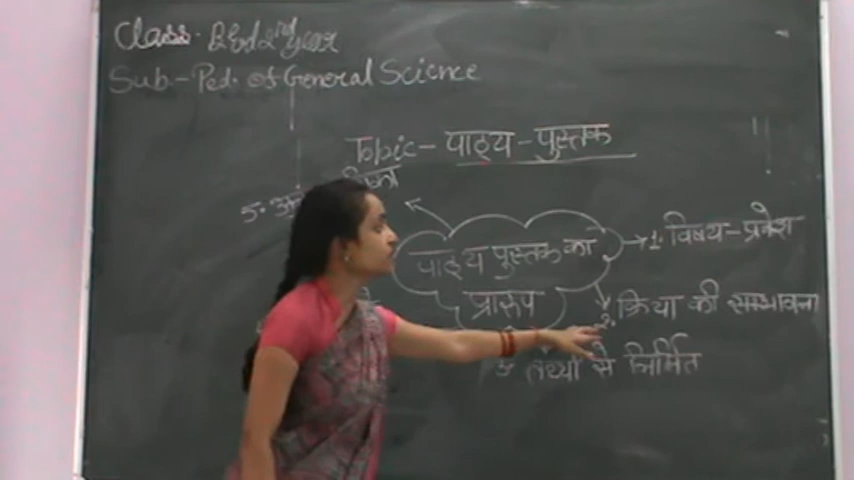 Class. B.Ed 2nd year
Sub.- Ped. of General Science
Topic - पाठ्य - पुस्तक
पाठ्य पुस्तक का
प्रारूप
1. विषय - प्रवेश
2. क्रिया की सम्भावना
3. तथ्यों से निर्मित
5.